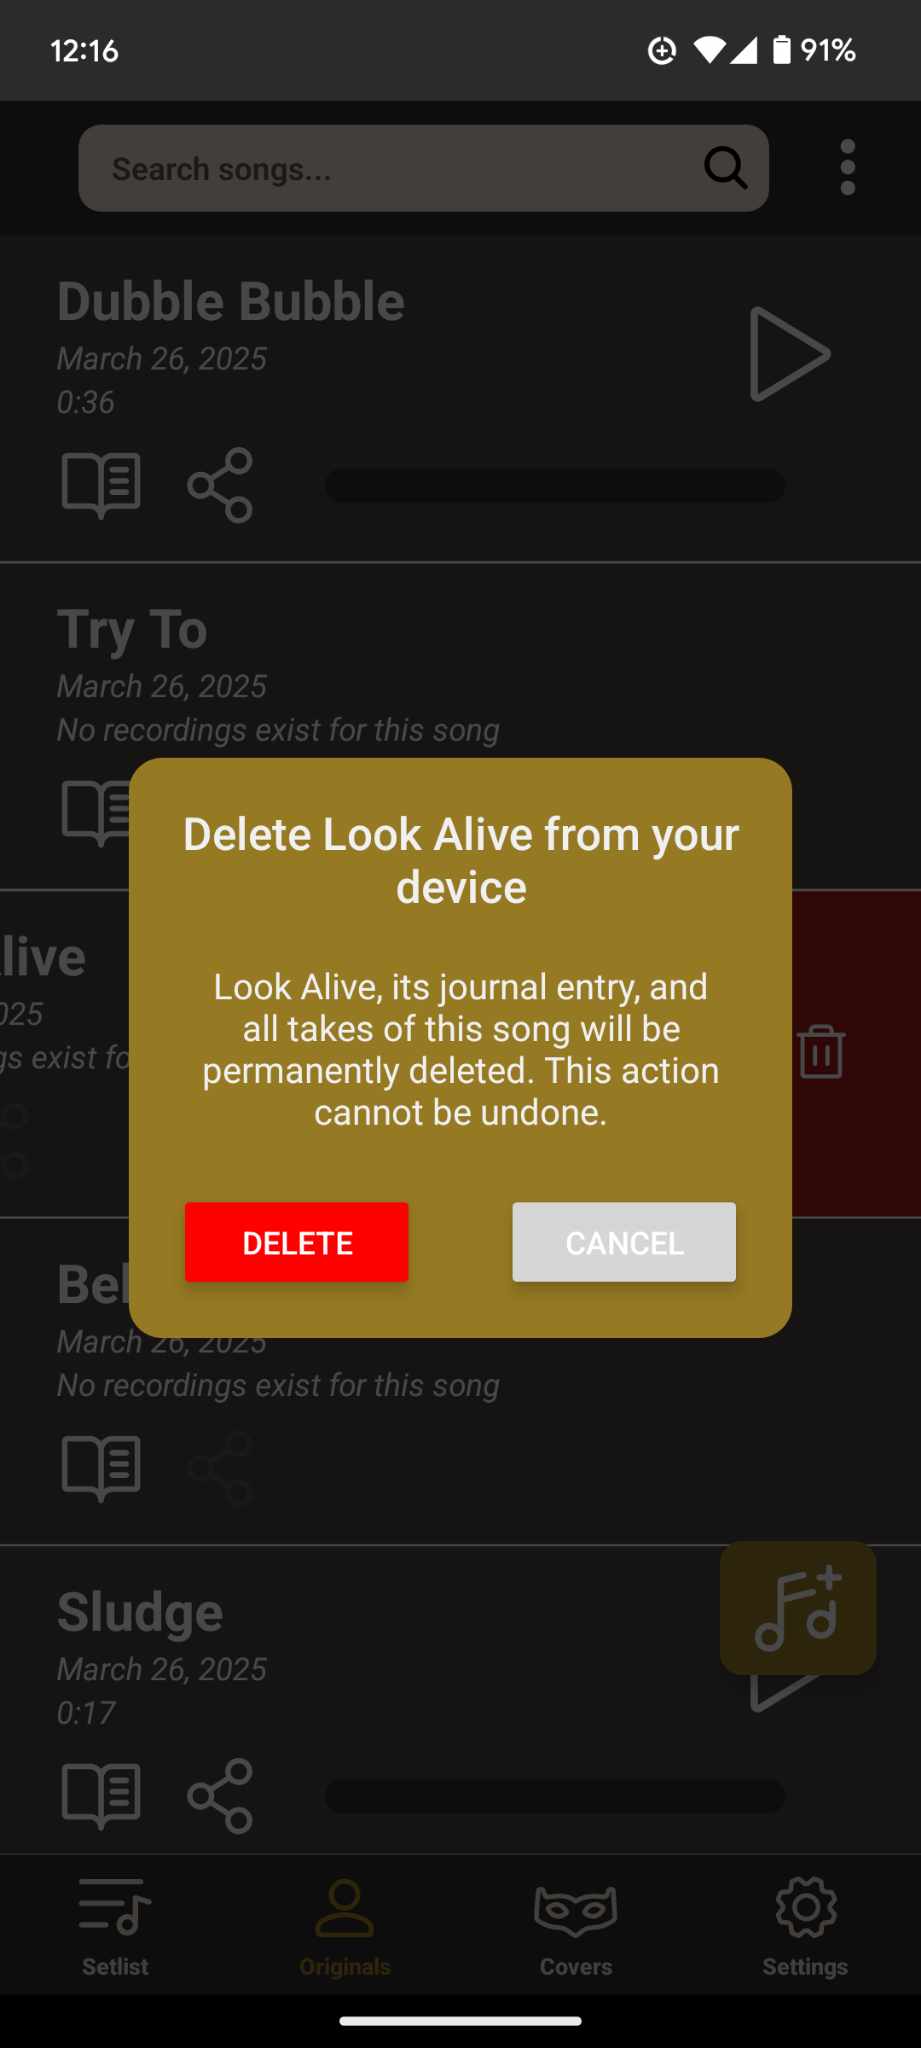 12:16
91%
Search songs...
Dubble Bubble
March 26, 2025
0:36
Try To
March 26, 2025
No recordings exist for this song
Delete Look Alive from your
device
Look Alive, its journal entry, and
all takes of this song will be
permanently deleted. This action
cannot be undone.
DELETE
CANCEL
live
025
gs exist fo
Bel
March 26, 2025
No recordings exist for this song
Sludge
March 26, 2025
0:17
Setlist
Originals
Covers
Settings